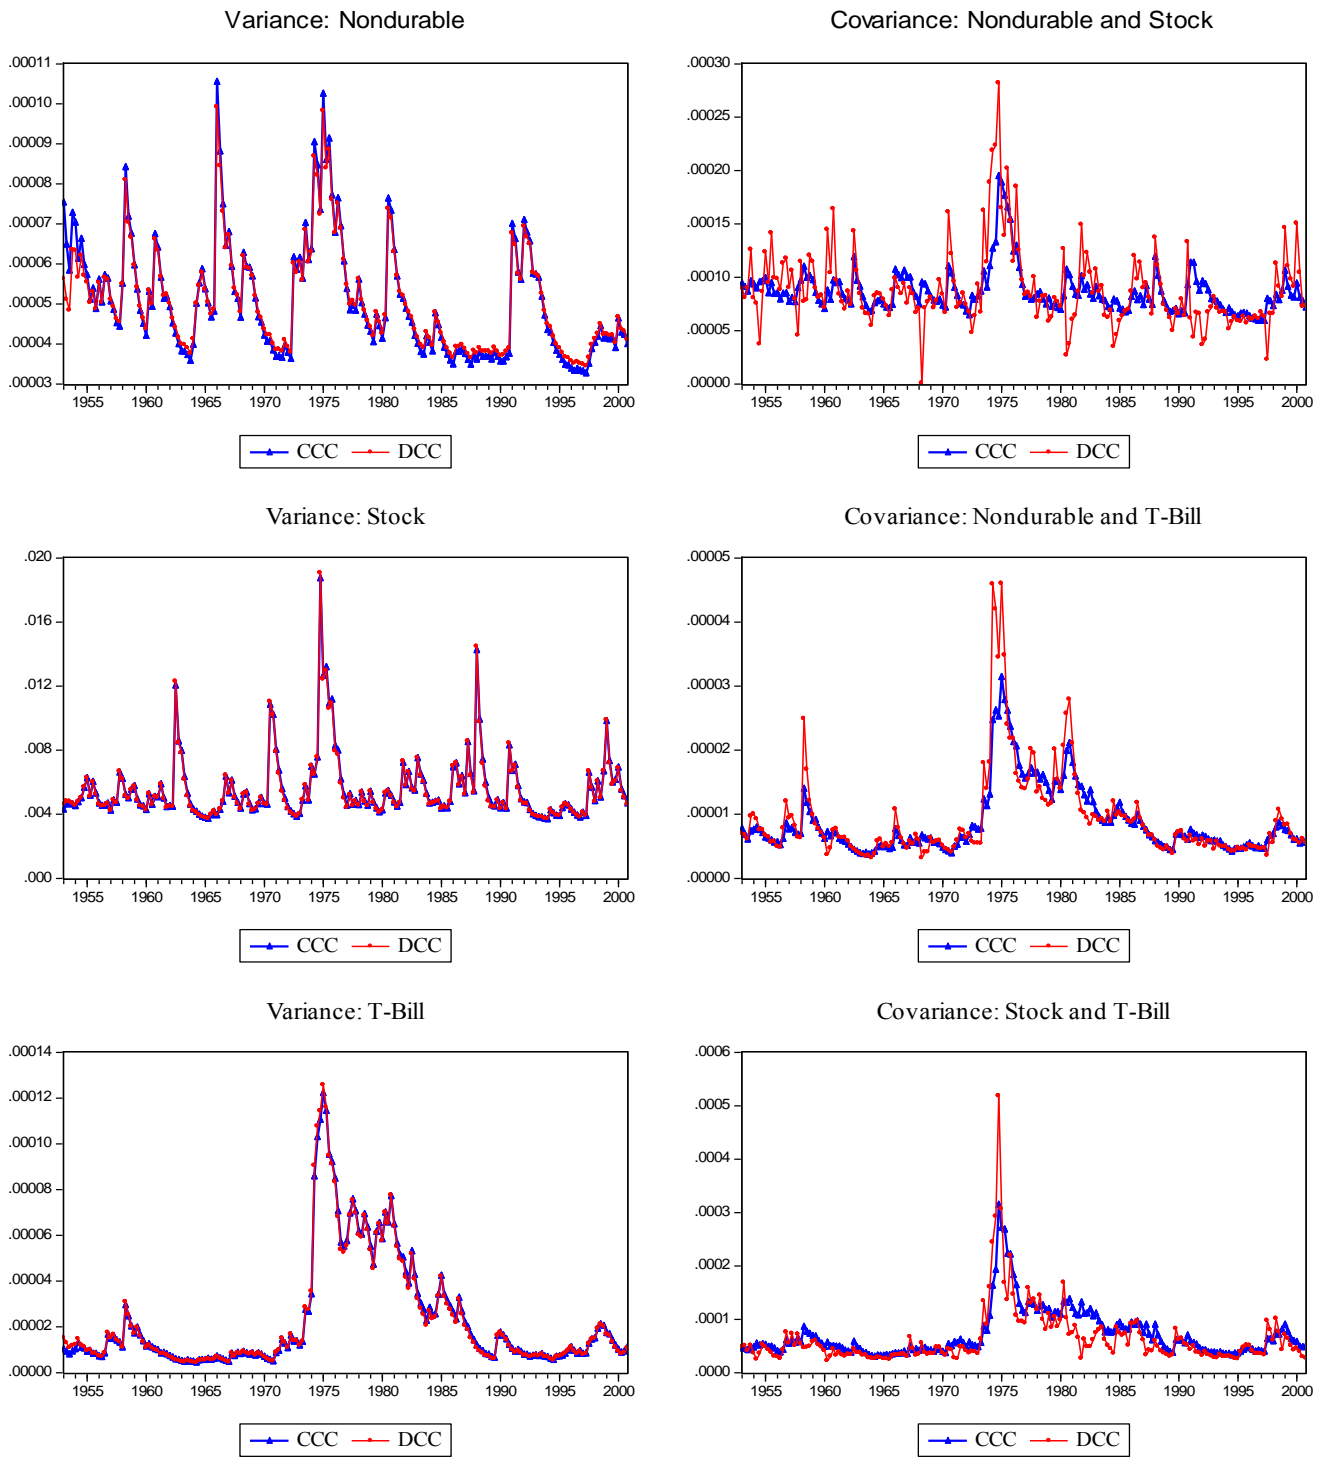 Variance: Nondurable
.00011
.00010
.00009
.00008
.00007
.00006
.00005
.00004
.00003
1955 1960 1965 1970 1975 1980 1985 1990 1995 2000
CCC DCC
Covariance: Nondurable and Stock
.00030
.00025
.00020
.00015
.00010
.00005
.00000
1955 1960 1965 1970 1975 1980 1985 1990 1995 2000
CCC DCC
Variance: Stock
.020
.016
.012
.008
.004
.000
1955 1960 1965 1970 1975 1980 1985 1990 1995 2000
CCC DCC
Covariance: Nondurable and T-Bill
.00005
.00004
.00003
.00002
.00001
.00000
1955 1960 1965 1970 1975 1980 1985 1990 1995 2000
CCC DCC
Variance: T-Bill
.00014
.00012
.00010
.00008
.00006
.00004
.00002
.00000
1955 1960 1965 1970 1975 1980 1985 1990 1995 2000
CCC DCC
Covariance: Stock and T-Bill
.0006
.0005
.0004
.0003
.0002
.0001
.0000
1955 1960 1965 1970 1975 1980 1985 1990 1995 2000
CCC DCC